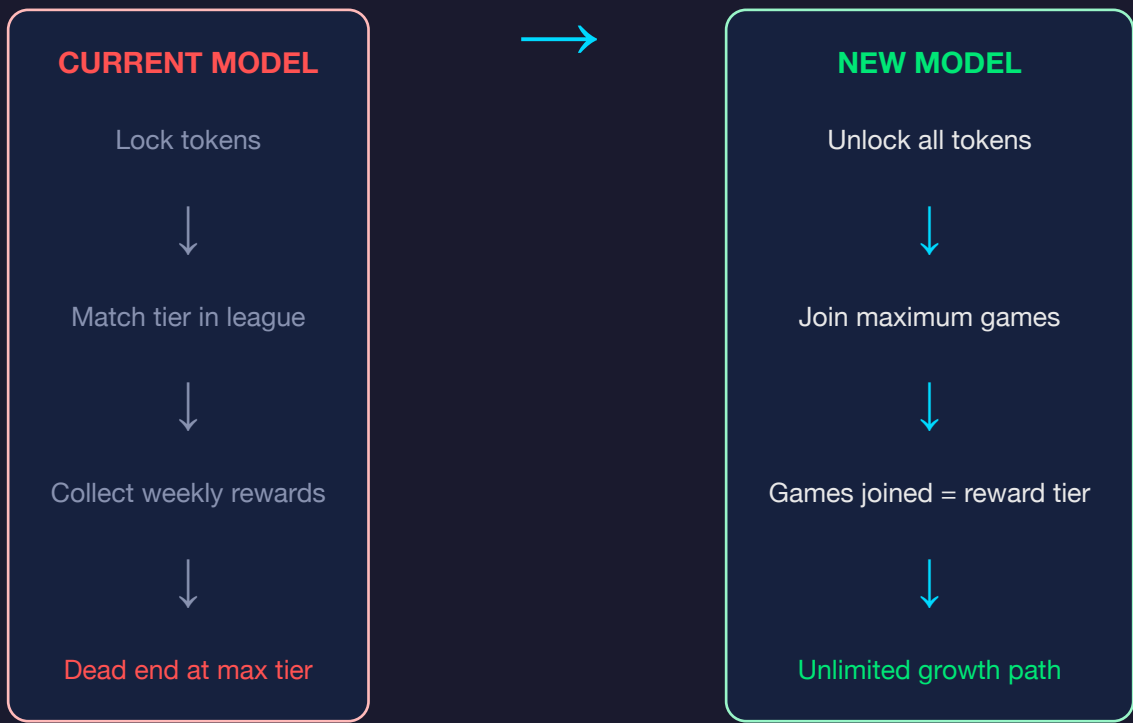 CURRENT MODEL
Lock tokens
Match tier in league
Collect weekly rewards
Dead end at max tier
NEW MODEL
Unlock all tokens
Join maximum games
Games joined = reward tier
Unlimited growth path